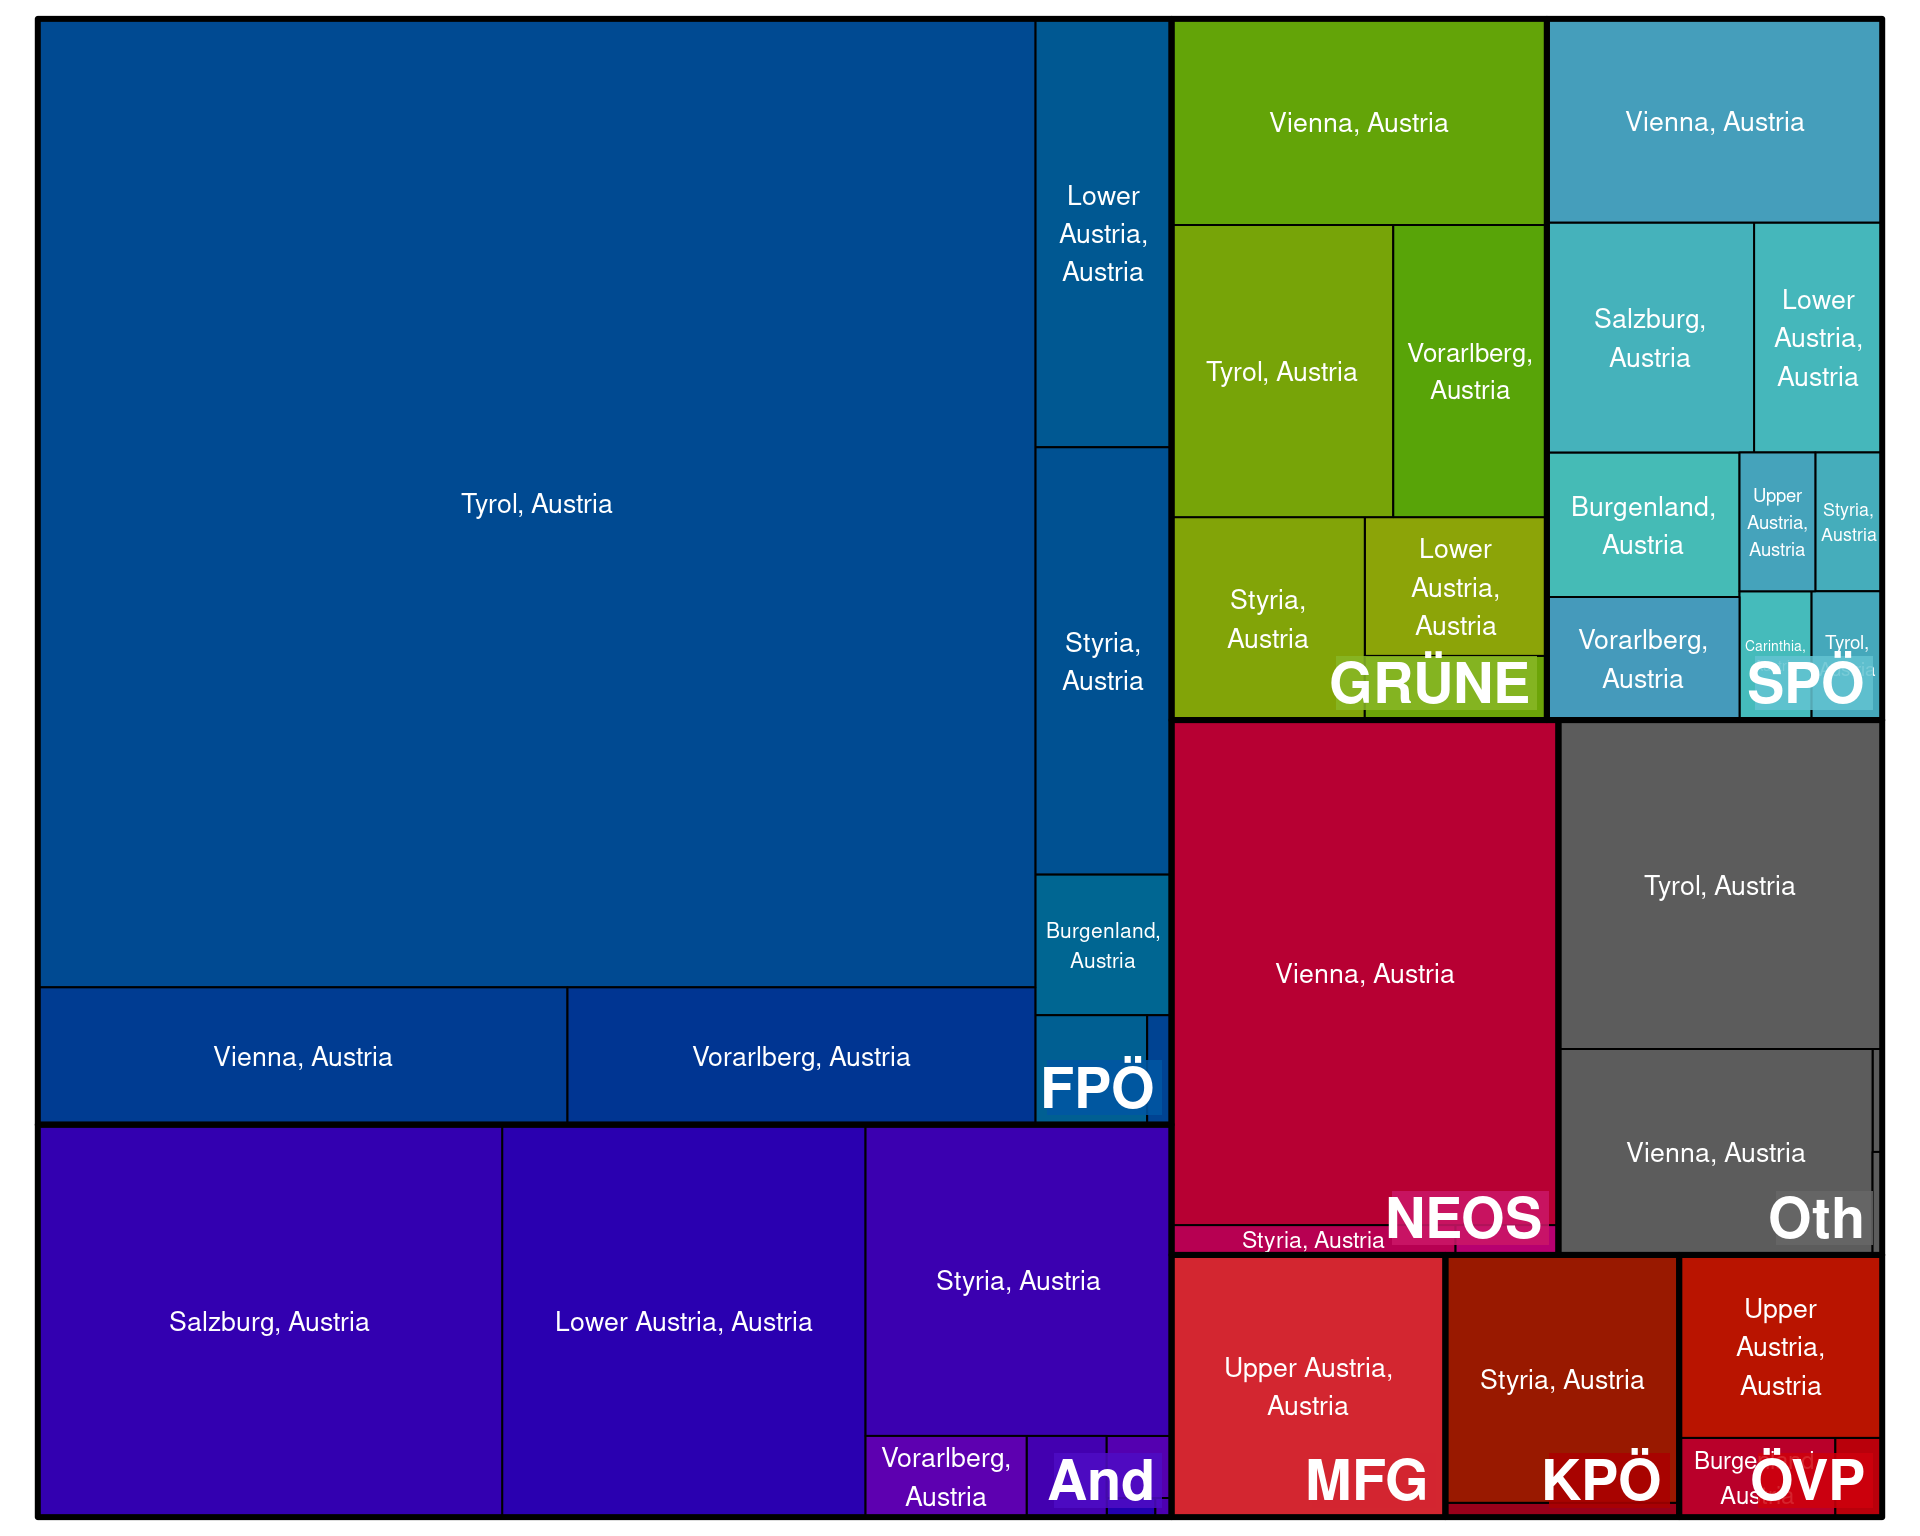 Tyrol, Austria
Lower
Austria,
Austria
Styria,
Austria
Burgenland,
Austria
Vienna, Austria
Vorarlberg, Austria
FPÖ
Salzburg, Austria
Lower Austria, Austria
Styria, Austria
Vorarlberg,
Austria
And
Vienna, Austria
Tyrol, Austria
Vorarlberg,
Austria
Styria,
Austria
Lower
Austria,
Austria
GRÜNE
Vienna, Austria
Salzburg,
Austria
Lower
Austria,
Austria
Burgenland,
Austria
Upper
Austria,
Austria
Styria,
Austria
Vorarlberg,
Austria
Carinthia,
Tyrol,
SPÖ
Vienna, Austria
Styria, Austria
NEOS
Tyrol, Austria
Vienna, Austria
Oth
Upper Austria,
Austria
MFG
Styria, Austria
KPÖ
Upper
Austria,
Austria
Burgenland,
Austria
ÖVP